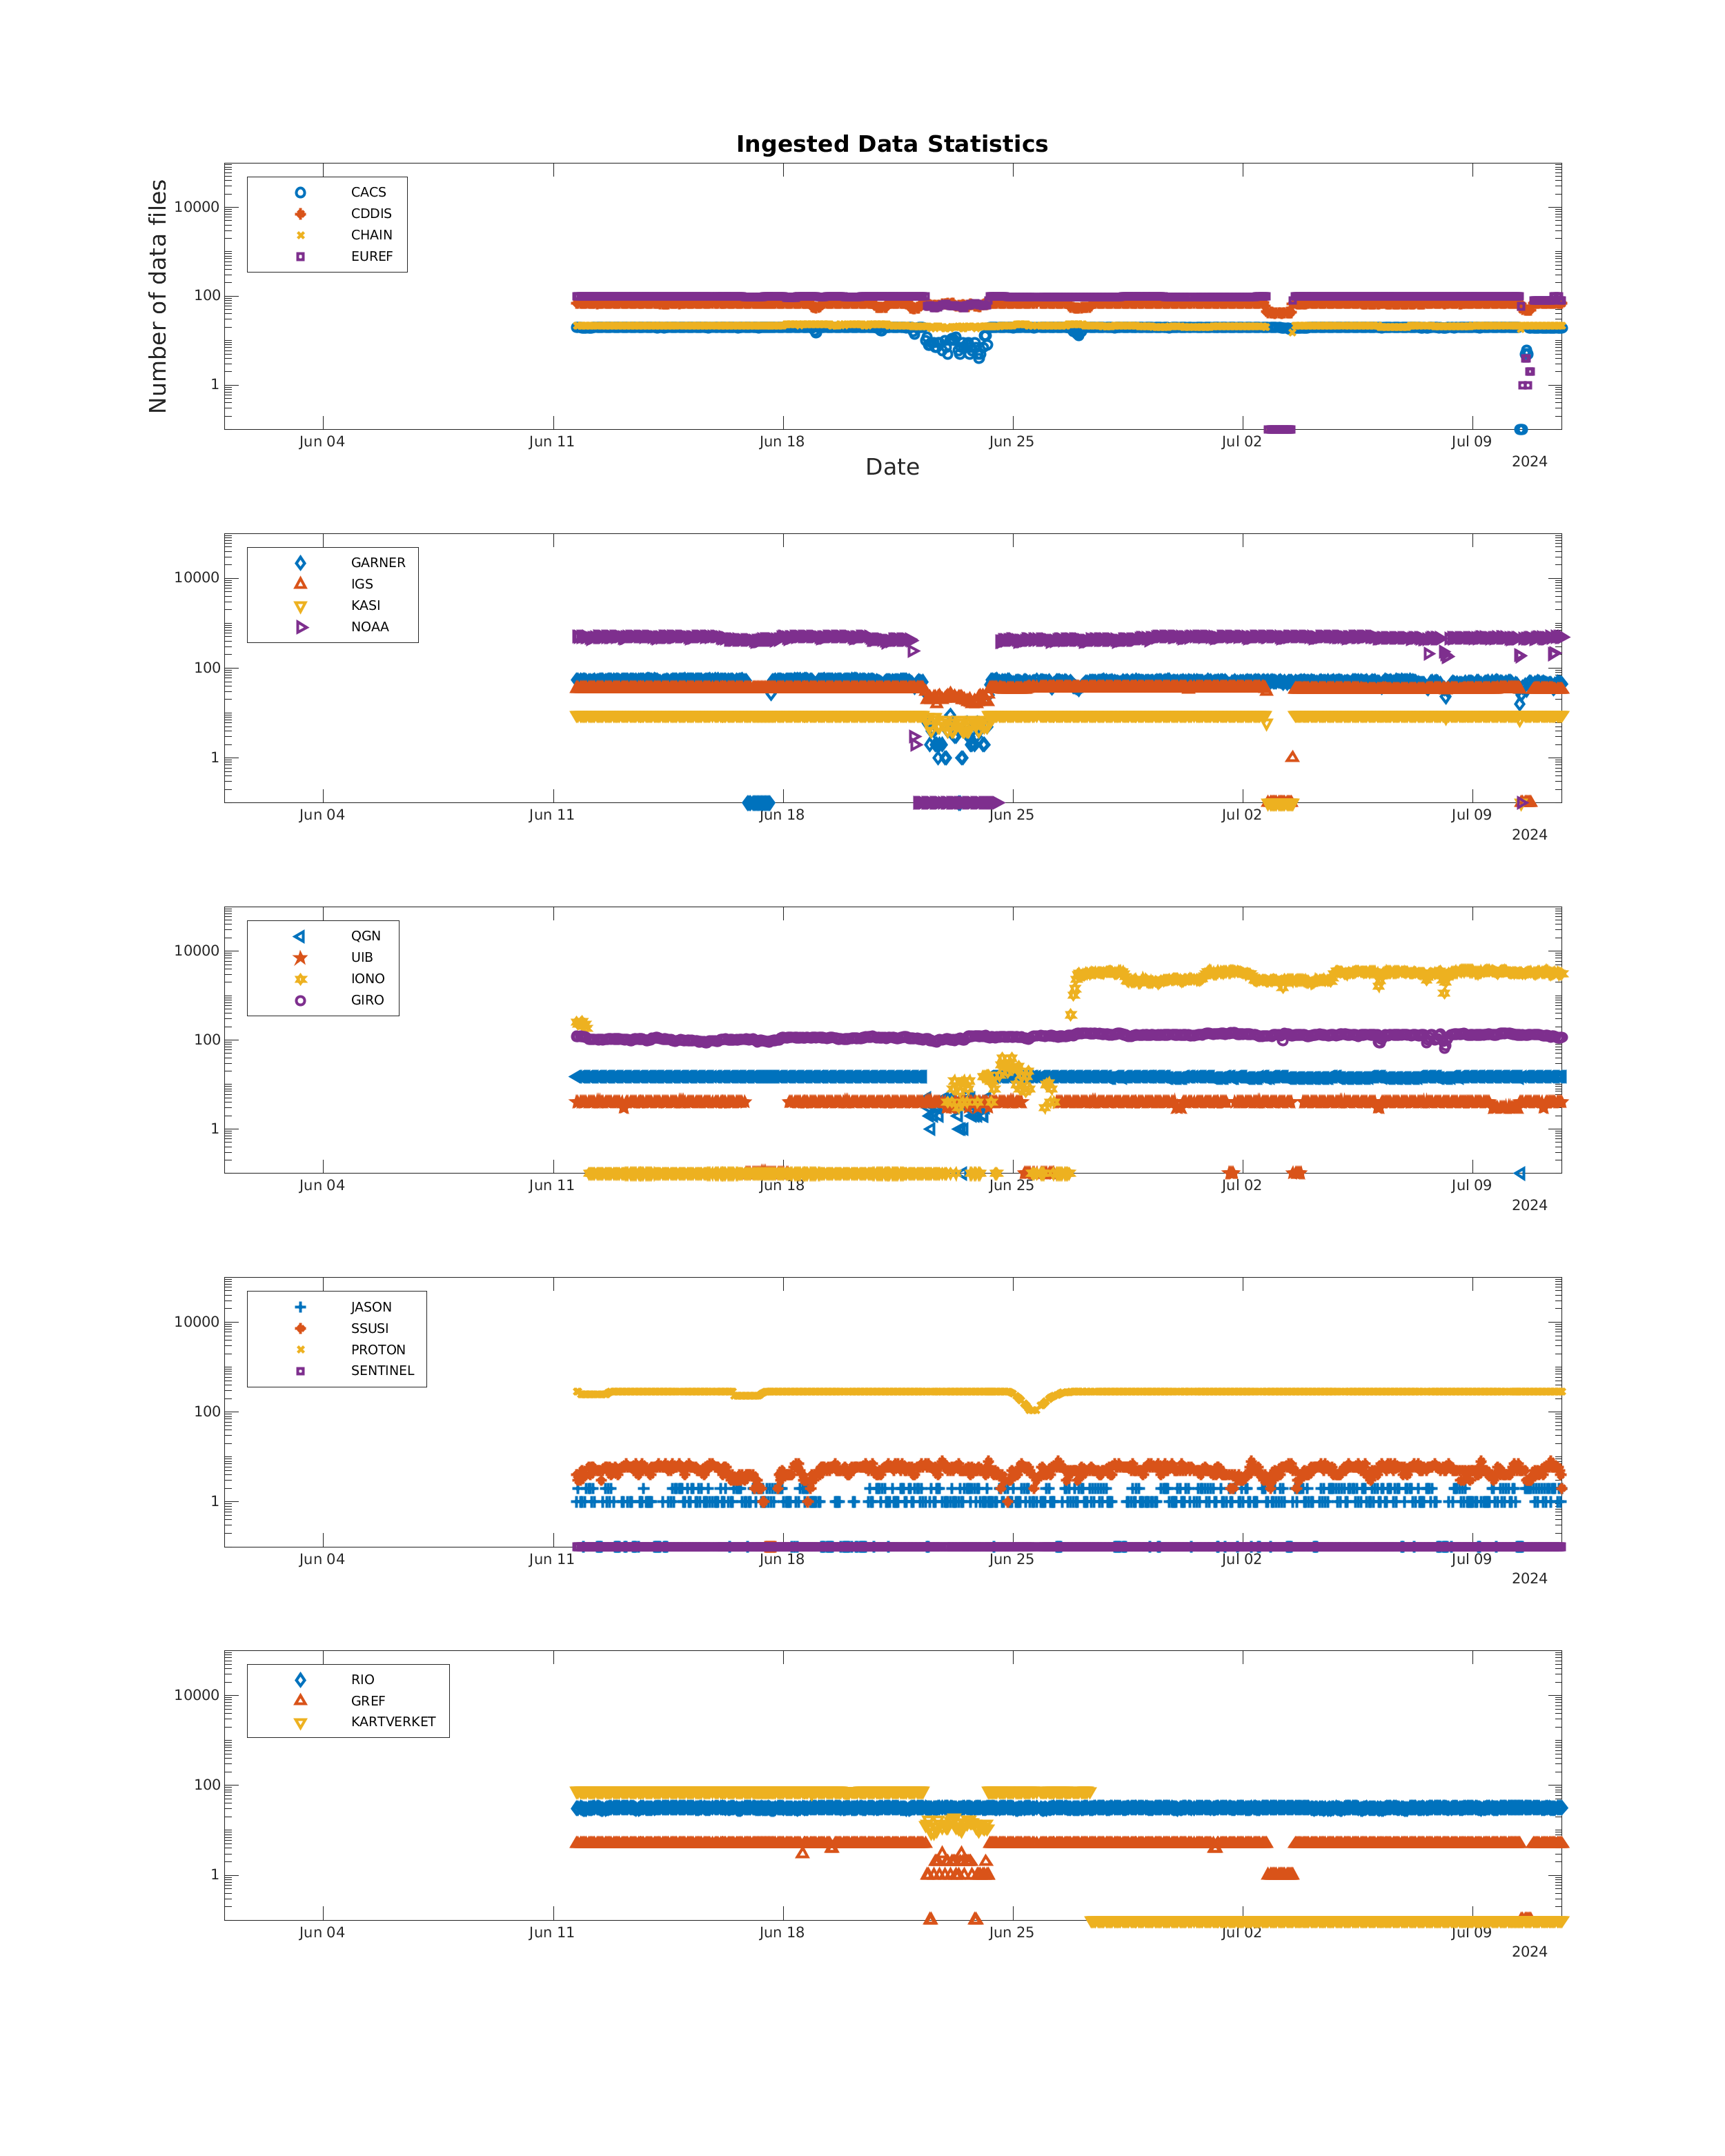 Ingested Data Statistics
Number of data files
CACS
CDDIS
CHAIN
EUREF
10000
100
1
Jun 04 Jun 11 Jun 18 Jun 25 Jul 02 Jul 09
2024
Date
GARNER
IGS
KASI
NOAA
10000
100
1
Jun 04 Jun 11 Jun 18 Jun 25 Jul 02 Jul 09
2024
QGN
UIB
IONO
GIRO
10000
100
1
Jun 04 Jun 11 Jun 18 Jun 25 Jul 02 Jul 09
2024
JASON
SSUSI
PROTON
SENTINEL
10000
100
1
Jun 04 Jun 11 Jun 18 Jun 25 Jul 02 Jul 09
2024
RIO
GREF
KARTVERKET
10000
100
1
Jun 04 Jun 11 Jun 18 Jun 25 Jul 02 Jul 09
2024